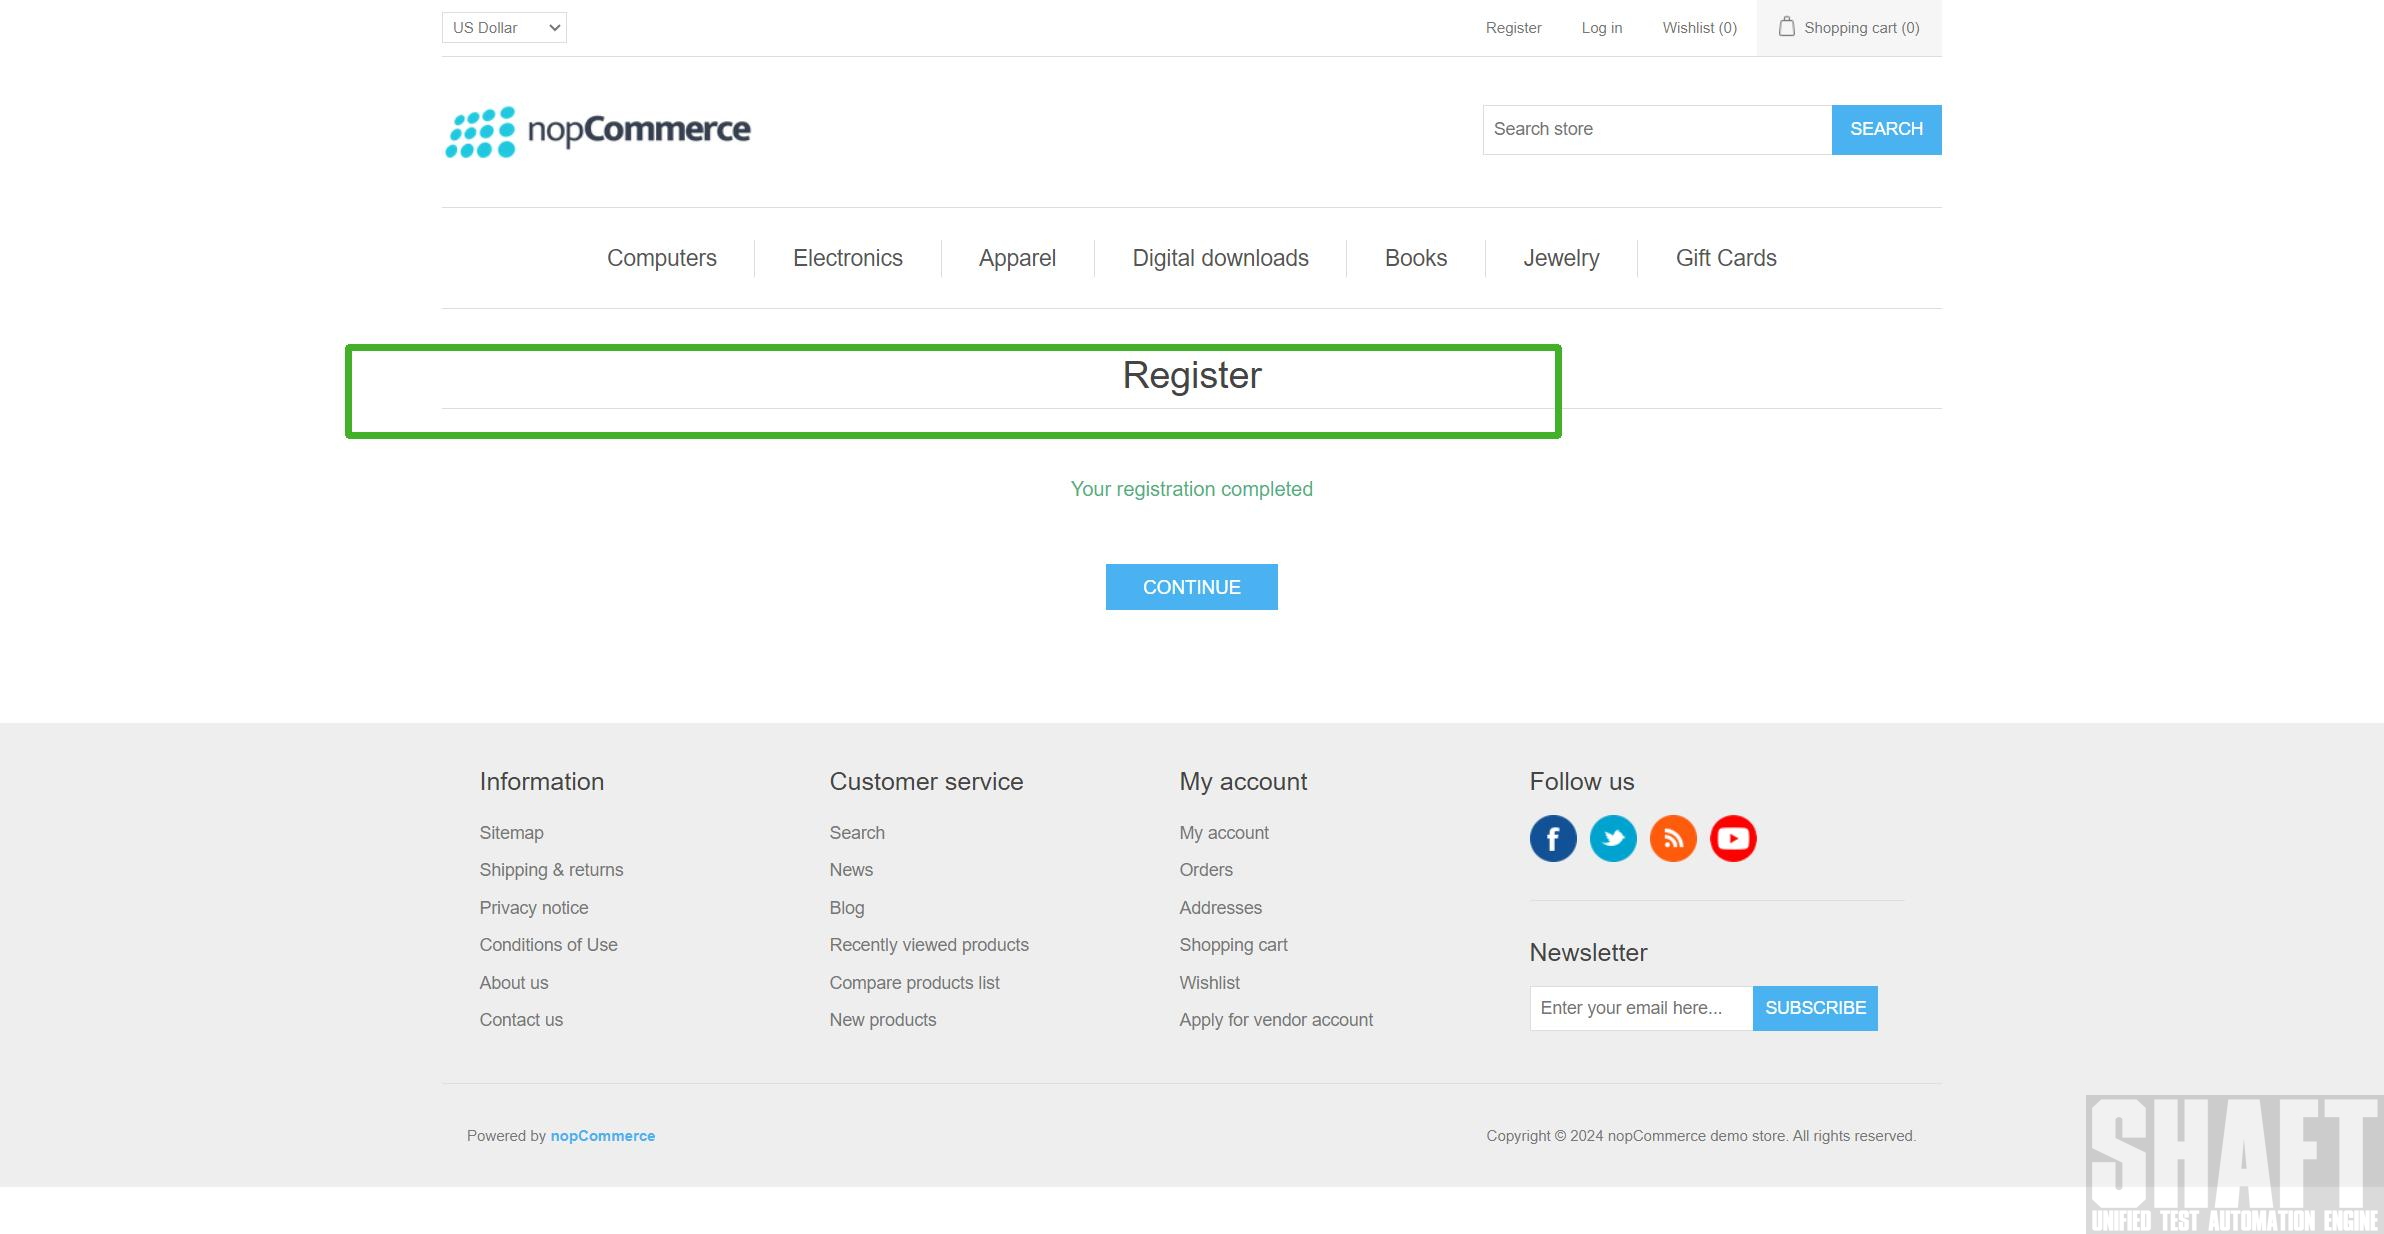 US Dollar
Register
Log in
Wishlist (0)
Shopping cart (0)
nopCommerce
Search store
SEARCH
Computers
Electronics
Apparel
Digital downloads
Books
Jewelry
Gift Cards
Register
Your registration completed
CONTINUE
Information
Sitemap
Shipping & returns
Privacy notice
Conditions of Use
About us
Contact us
Customer service
Search
News
Blog
Recently viewed products
Compare products list
New products
My account
My account
Orders
Addresses
Shopping cart
Wishlist
Apply for vendor account
Follow us
Newsletter
Enter your email here...
SUBSCRIBE
Powered by nopCommerce
Copyright © 2024 nopCommerce demo store. All rights reserved.
SHAFT
UNIFIED TEST AUTOMATION ENGINE